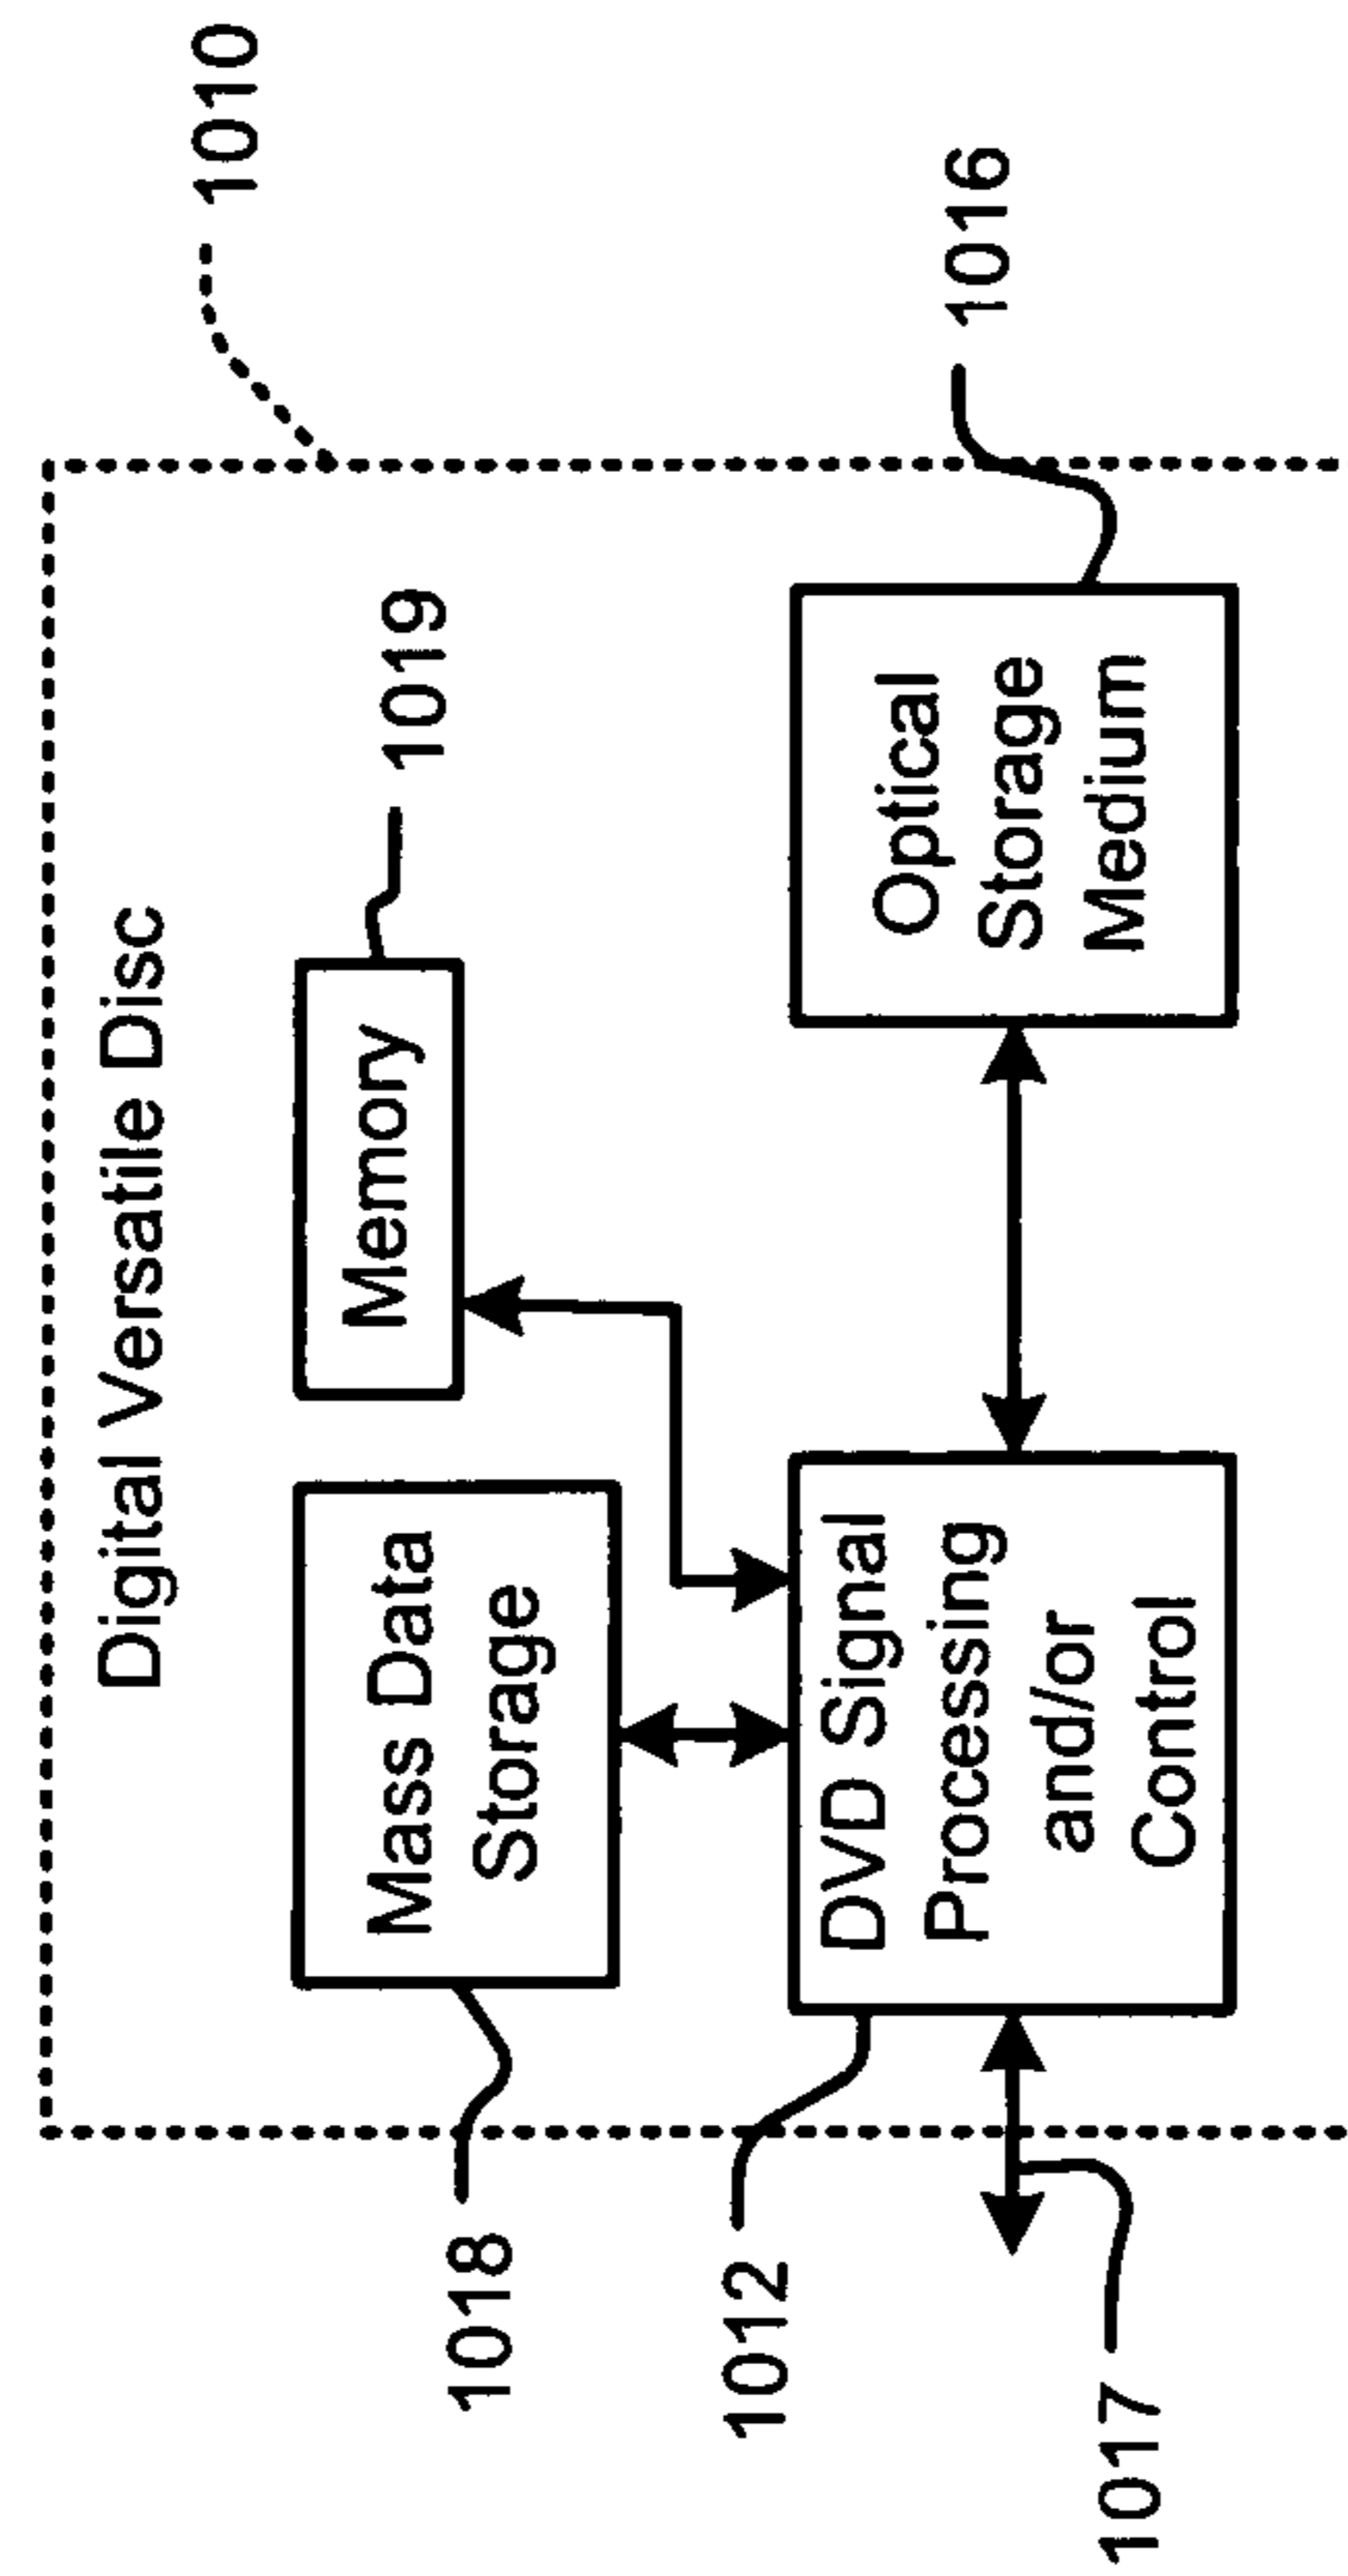 Digital Versatile Disc
1010
1018
Mass Data
Storage
Memory
1019
1012
DVD Signal
Processing
and/or
Control
Optical
Storage
Medium
1016
1017